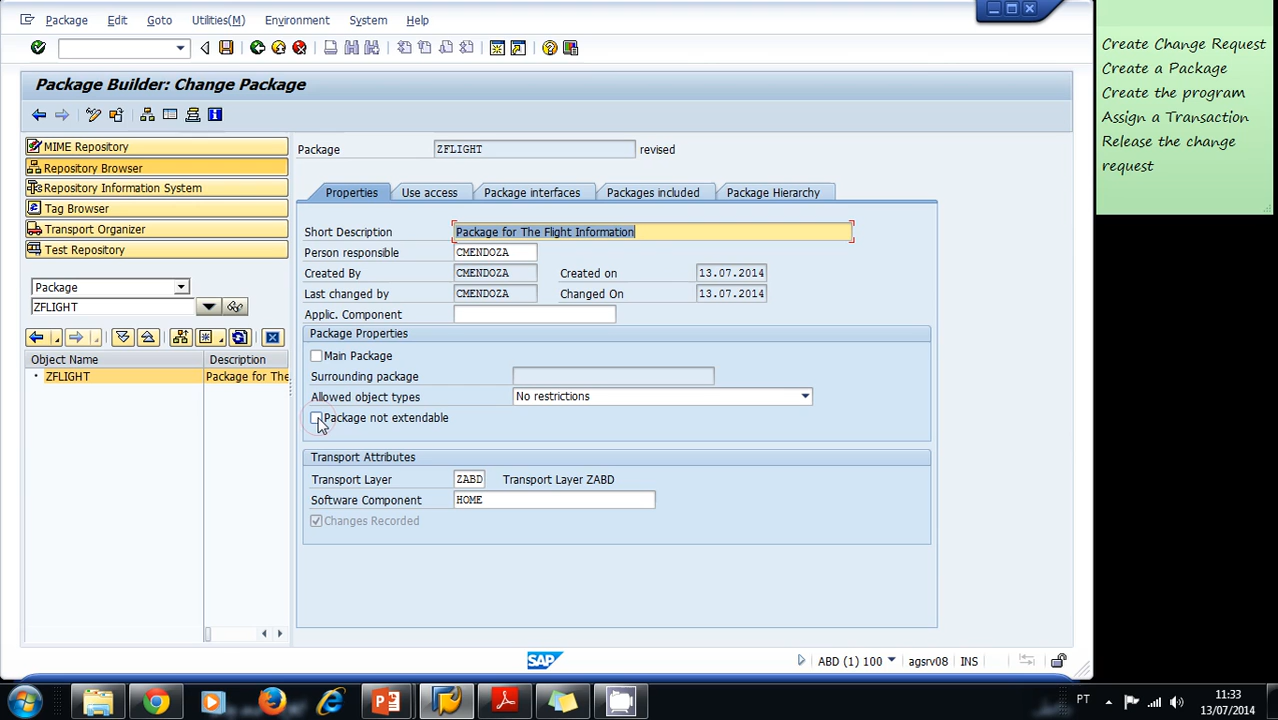 Package Edit Goto Utilities(M) Environment System Help
Package Builder: Change Package
MIME Repository
Repository Browser
Repository Information System
Tag Browser
Transport Organizer
Test Repository
Package
ZFLIGHT
Object Name Description
ZFLIGHT Package for The
Package ZFLIGHT revised
Properties Use access Package interfaces Packages included Package Hierarchy
Short Description Package for The Flight Information
Person responsible CMENDOZA
Created By CMENDOZA Created on 13.07.2014
Last changed by CMENDOZA Changed On 13.07.2014
Applic. Component
Package Properties
Main Package
Surrounding package
Allowed object types No restrictions
Package not extendable
Transport Attributes
Transport Layer ZABD Transport Layer ZABD
Software Component HOME
Changes Recorded
SAP ABD (1) 100 agsrv08 INS
Create Change Request
Create a Package
Create the program
Assign a Transaction
Release the change
request
PT 11:33
13/07/2014